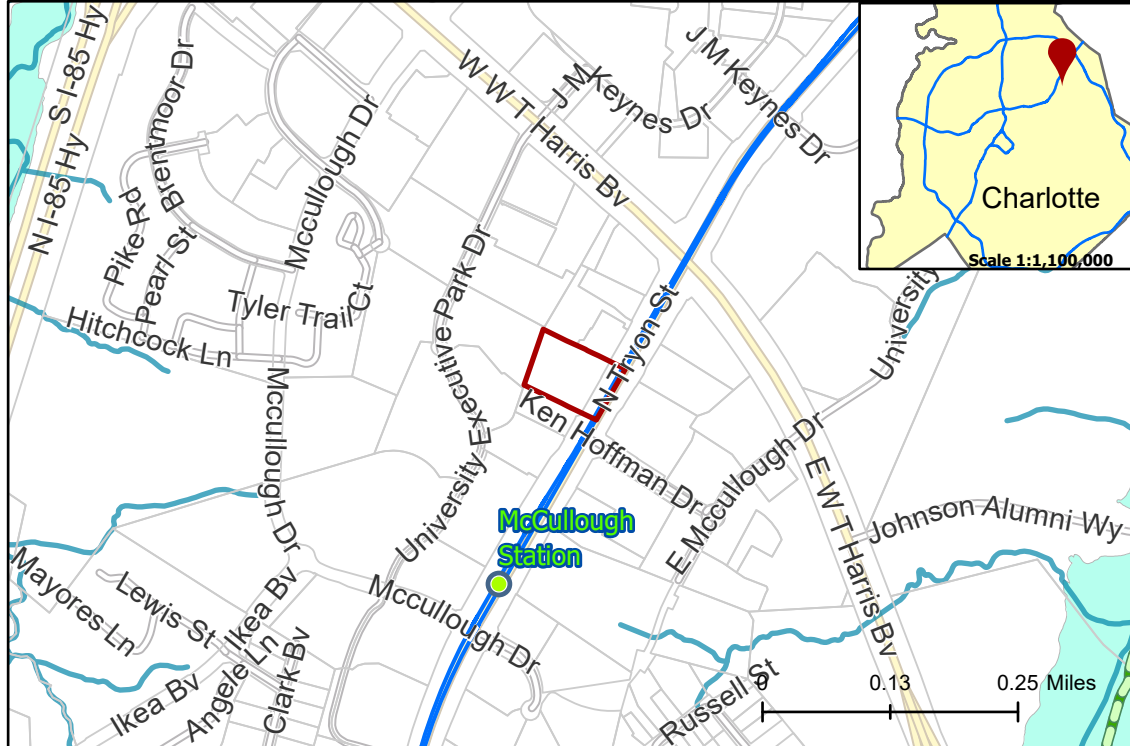 S I-85 Hy
N I-85 Hy
Brentmoor Dr
Mccullough Dr
W W T Harris Bv
J M Keynes Dr
J M Keynes Dr
Charlotte
Scale 1:1,100,000
Pike Rd
Pearl St
Tyler Trail Ct
Hitchcock Ln
University Executive Park Dr
N Tryon St
Ken Hoffman Dr
University
E Mccullough Dr
E W T Harris Bv
Johnson Alumni Wy
Mccullough Dr
McCullough
Station
Mccullough Dr
Mayores Ln
Lewis St
Ikea Bv
Ikea Bv
Angele Ln
Clark Bv
Russell St
0 0.13 0.25 Miles